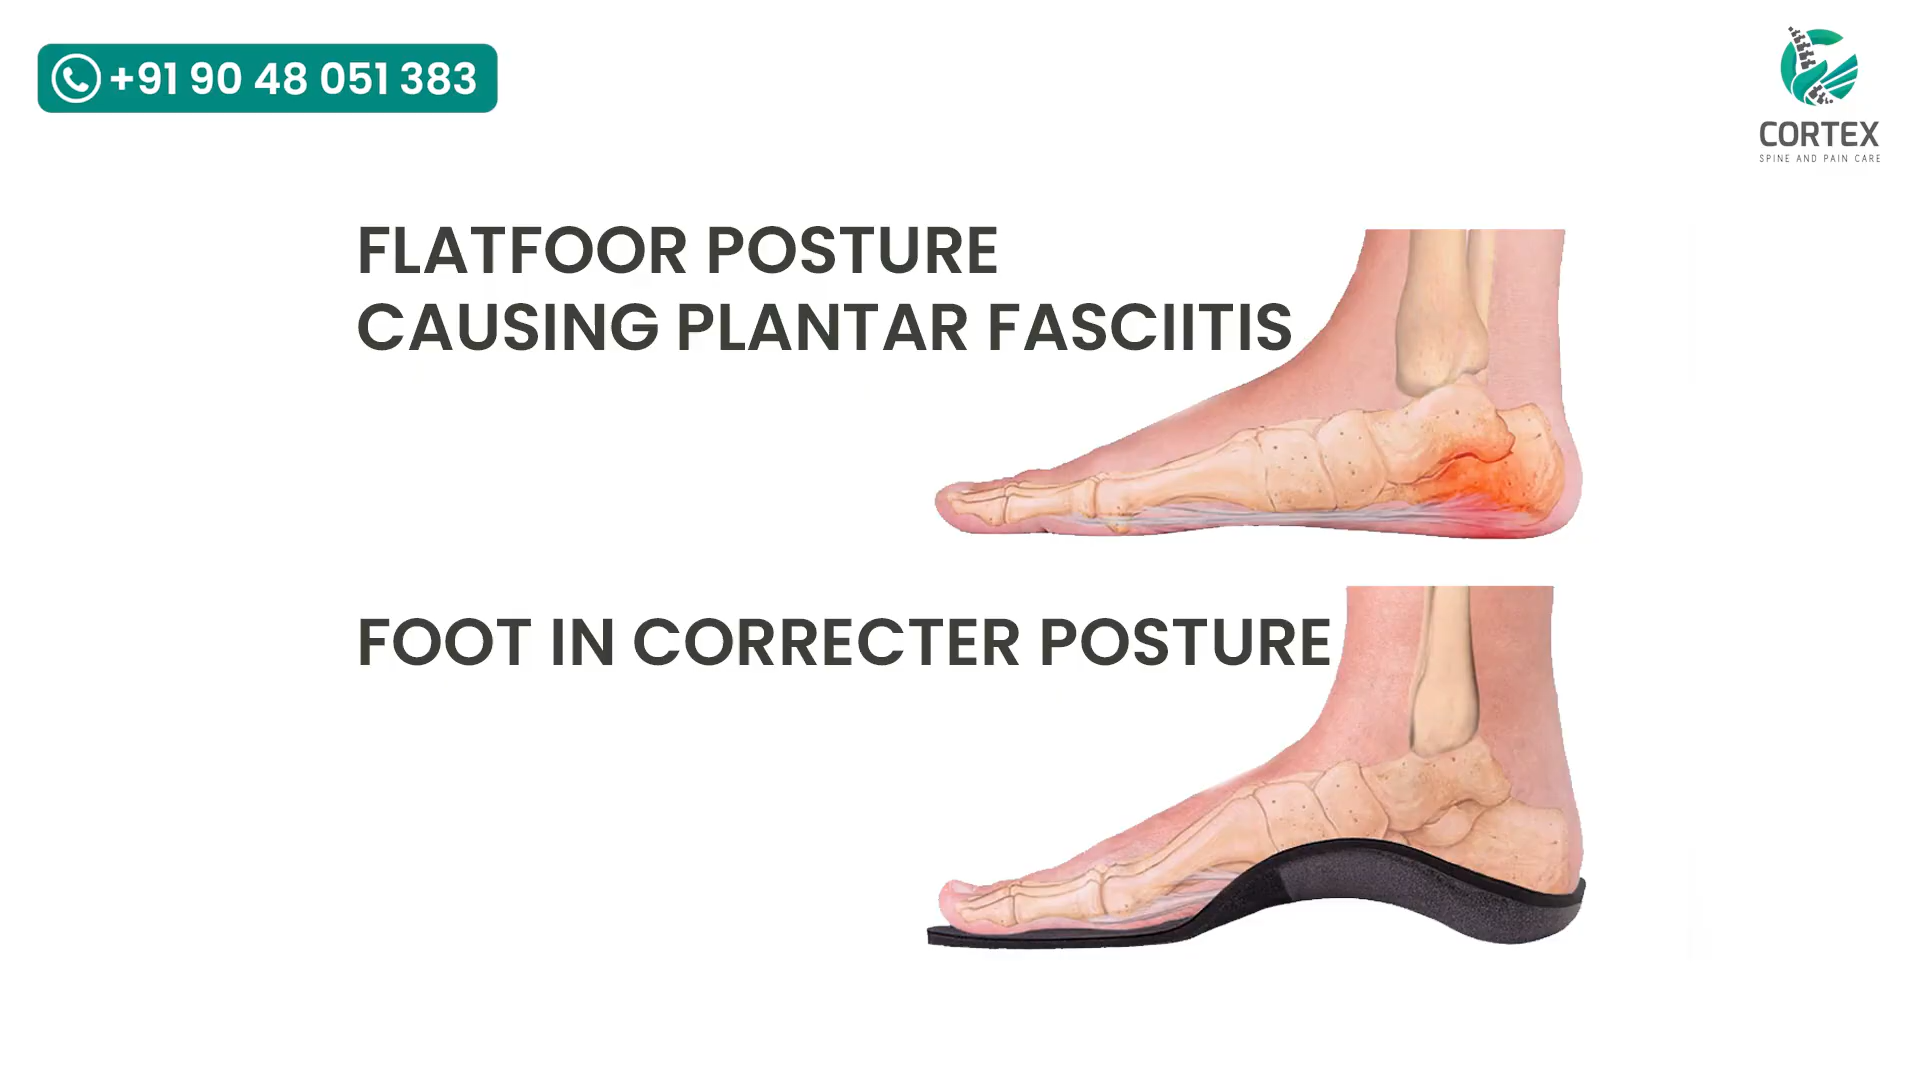 +91 90 48 051 383
CORTEX
SPINE AND PAIN CARE
FLATFOOR POSTURE
CAUSING PLANTAR FASCIITIS
FOOT IN CORRECTER POSTURE